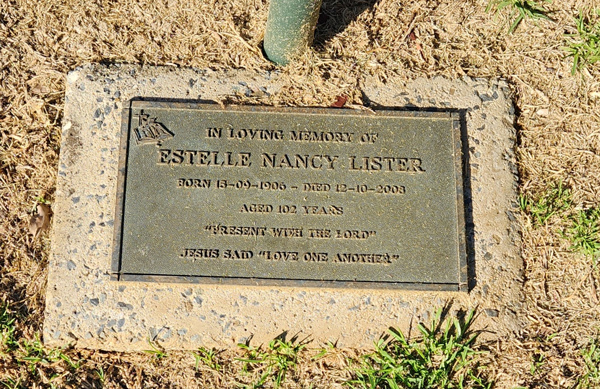 IN LOVING MEMORY OF
ESTELLE NANCY LISTER
BORN 15-09-1906 - DIED 12-10-2008
AGED 102 YEARS
"PRESENT WITH THE LORD"
JESUS SAID "LOVE ONE ANOTHER"